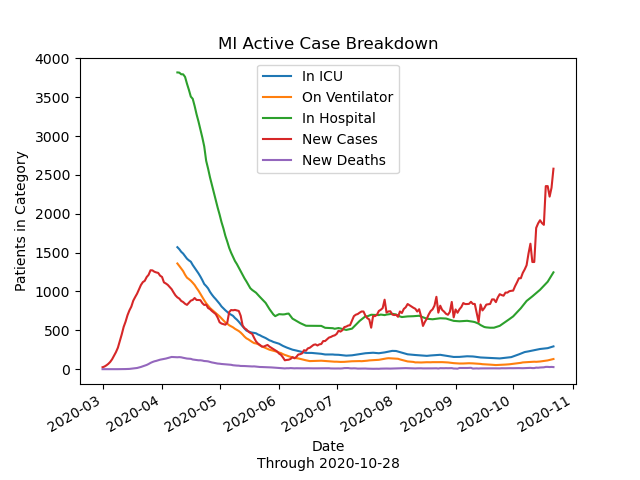 MI Active Case Breakdown
4000
3500
3000
2500
2000
1500
1000
500
0
Patients in Category
In ICU
On Ventilator
In Hospital
New Cases
New Deaths
2020-03
2020-04
2020-05
2020-06
2020-07
2020-08
2020-09
2020-10
2020-11
Date
Through 2020-10-28